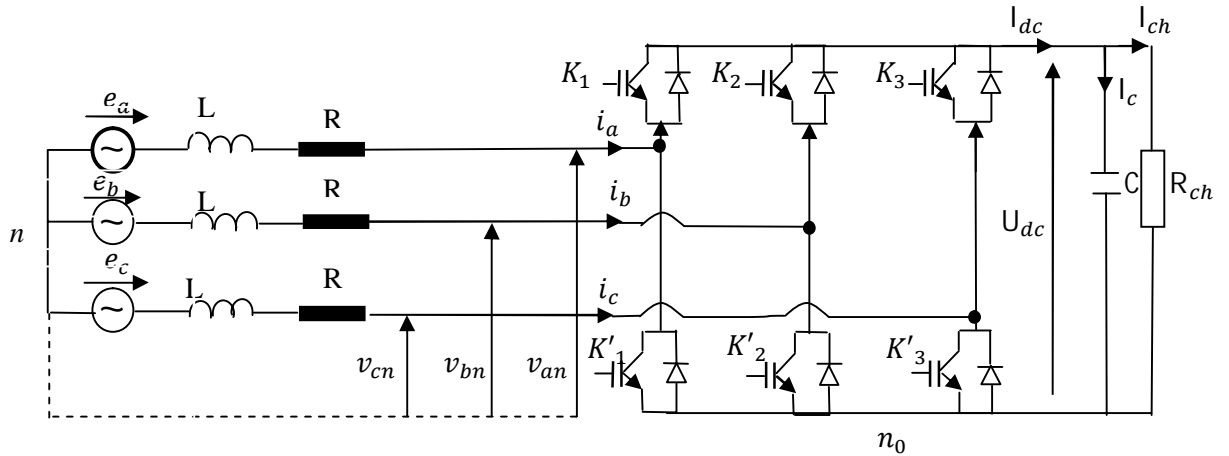 I_dc I_ch
K_1 K_2 K_3
I_c
e_a L R i_a
e_b L R i_b
C R_ch
n
U_dc
e_c L R i_c
v_cn v_bn v_an
K'_1 K'_2 K'_3
n_0